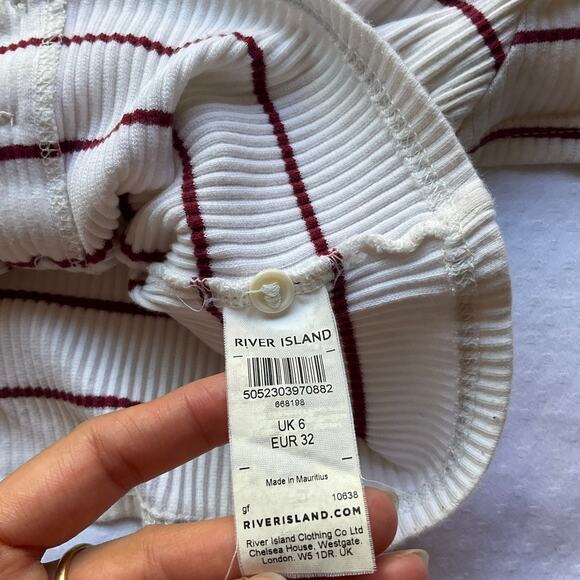 RIVER ISLAND
5052303970882
668198
UK 6
EUR 32
Made in Mauritius
gf 10638
RIVERISLAND.COM
River Island Clothing Co Ltd
Chelsea House, Westgate.
London. W5 1DR. UK